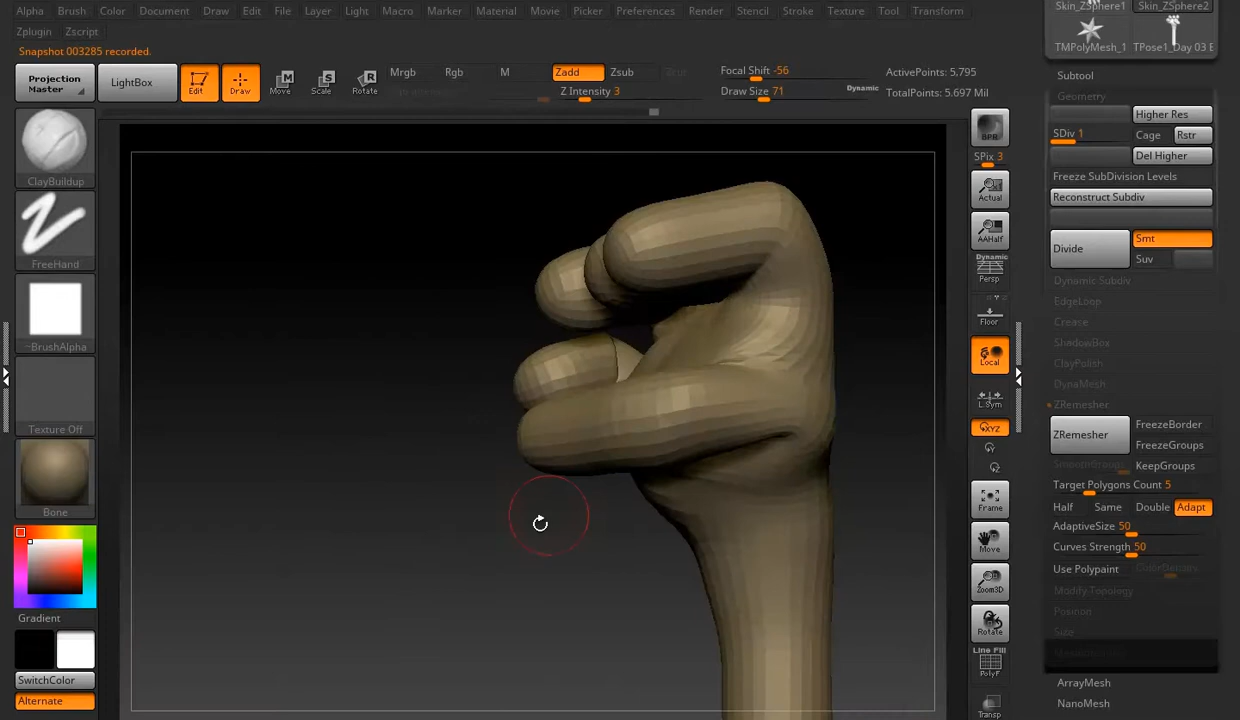 Alpha Brush Color Document Draw Edit File Layer Light Macro Marker Material Movie Picker Preferences Render Stencil Stroke Texture Tool Transform
Zplugin Zscript
Snapshot 003285 recorded.
Projection Master
LightBox
Edit
Draw
Move
Scale
Rotate
Mrgb Rgb M
Zadd Zsub
Z Intensity 3
Focal Shift -56
Draw Size 71
Dynamic
ActivePoints: 5,795
TotalPoints: 5.697 Mil
ClayBuildup
FreeHand
~BrushAlpha
Texture Off
Bone
Gradient
SwitchColor
Alternate
BPR
SPix 3
Actual
AAHalf
Dynamic
Persp
Floor
Local
L.Sym
XYZ
Frame
Move
Zoom3D
Rotate
Line Fill
PolyF
Transp
Skin_ZSphere1 Skin_ZSphere2
TMPolyMesh_1 TPose1_Day 03 E
Subtool
Geometry
Higher Res
SDiv 1 Cage Rstr
Del Higher
Freeze SubDivision Levels
Reconstruct Subdiv
Divide Smt
Suv
Dynamic Subdiv
EdgeLoop
Crease
ShadowBox
ClayPolish
DynaMesh
ZRemesher
ZRemesher FreezeBorder
FreezeGroups
KeepGroups
Target Polygons Count 5
Half Same Double Adapt
AdaptiveSize 50
Curves Strength 50
Use Polypaint
Modify Topology
Position
Size
ArrayMesh
NanoMesh